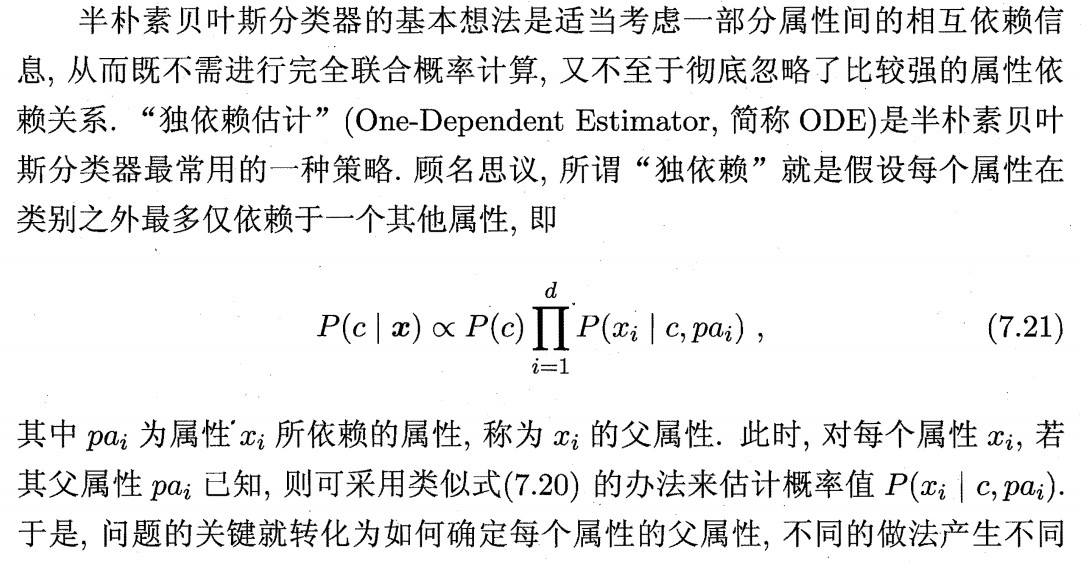 半朴素贝叶斯分类器的基本想法是适当考虑一部分属性间的相互依赖信
息, 从而既不需进行完全联合概率计算, 又不至于彻底忽略了比较强的属性依
赖关系. “独依赖估计” (One-Dependent Estimator, 简称 ODE)是半朴素贝叶
斯分类器最常用的一种策略. 顾名思议, 所谓“独依赖”就是假设每个属性在
类别之外最多仅依赖于一个其他属性, 即
P(c | x) ∝ P(c) ∏_{i=1}^{d} P(x_i | c, pa_i) , (7.21)
其中 pa_i 为属性 x_i 所依赖的属性, 称为 x_i 的父属性. 此时, 对每个属性 x_i, 若
其父属性 pa_i 已知, 则可采用类似式(7.20) 的办法来估计概率值 P(x_i | c, pa_i).
于是, 问题的关键就转化为如何确定每个属性的父属性, 不同的做法产生不同